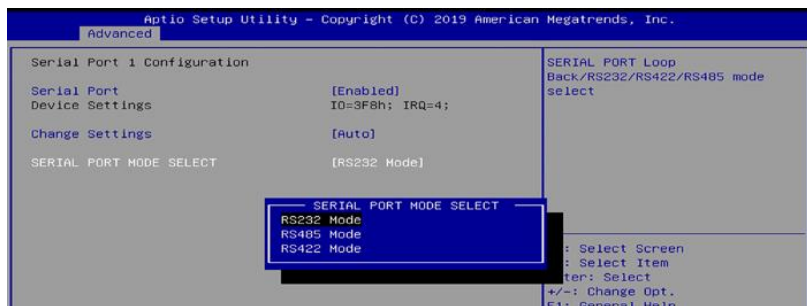 Aptio Setup Utility – Copyright (C) 2019 American Megatrends, Inc.
Advanced
Serial Port 1 Configuration
Serial Port [Enabled]
Device Settings IO=3F8h; IRQ=4;
Change Settings [Auto]
SERIAL PORT MODE SELECT [RS232 Mode]
SERIAL PORT Loop
Back/RS232/RS422/RS485 mode
select
SERIAL PORT MODE SELECT
RS232 Mode
RS485 Mode
RS422 Mode
: Select Screen
: Select Item
ter: Select
+/-: Change Opt.
F1: General Help